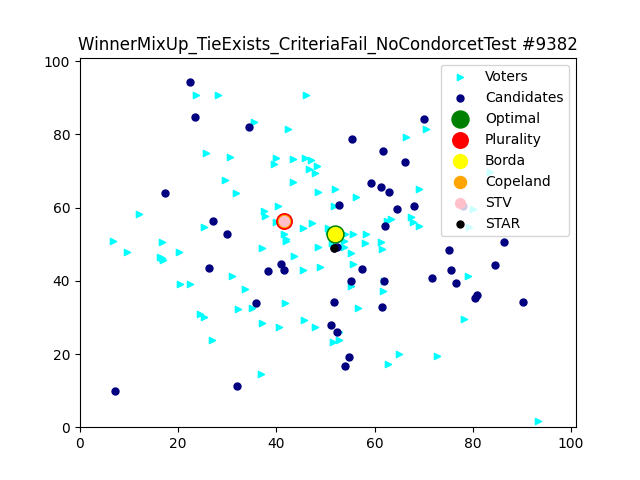 WinnerMixUp_TieExists_CriteriaFail_NoCondorcetTest #9382
100
80
60
40
20
0
0 20 40 60 80 100
Voters
Candidates
Optimal
Plurality
Borda
Copeland
STV
STAR